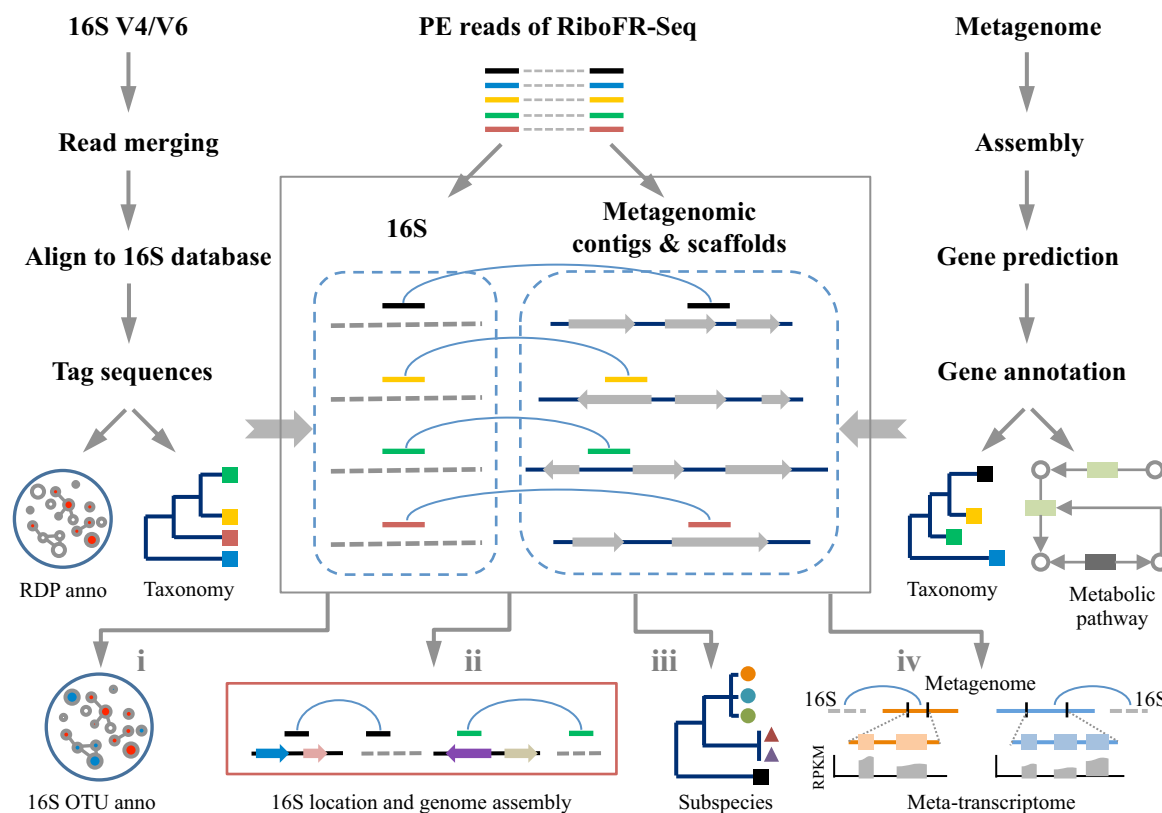 16S V4/V6
PE reads of RiboFR-Seq
Metagenome
Read merging
Assembly
16S
Metagenomic
contigs & scaffolds
Align to 16S database
Gene prediction
Tag sequences
Gene annotation
RDP anno
Taxonomy
Taxonomy
Metabolic
pathway
i
ii
iii
iv
16S
Metagenome
16S
RPKM
16S OTU anno
16S location and genome assembly
Subspecies
Meta-transcriptome